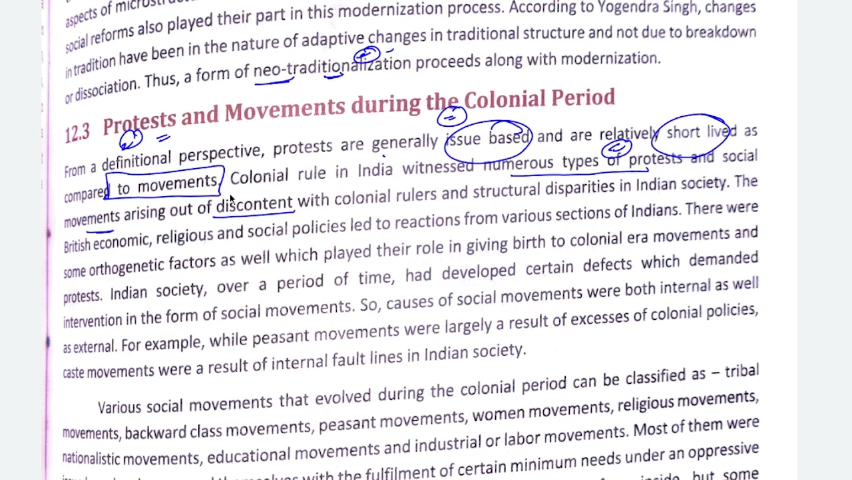 aspects of
social reforms also played their part in this modernization process. According to Yogendra Singh, changes
in tradition have been in the nature of adaptive changes in traditional structure and not due to breakdown
or dissociation. Thus, a form of neo-traditionalization proceeds along with modernization.
12.3 Protests and Movements during the Colonial Period
From a definitional perspective, protests are generally issue based and are relatively short lived as
compared to movements. Colonial rule in India witnessed numerous types of protests and social
movements arising out of discontent with colonial rulers and structural disparities in Indian society. The
British economic, religious and social policies led to reactions from various sections of Indians. There were
some orthogenetic factors as well which played their role in giving birth to colonial era movements and
protests. Indian society, over a period of time, had developed certain defects which demanded
intervention in the form of social movements. So, causes of social movements were both internal as well
as external. For example, while peasant movements were largely a result of excesses of colonial policies,
caste movements were a result of internal fault lines in Indian society.
Various social movements that evolved during the colonial period can be classified as – tribal
movements, backward class movements, peasant movements, women movements, religious movements,
nationalistic movements, educational movements and industrial or labor movements. Most of them were
with the fulfilment of certain minimum needs under an oppressive
but some